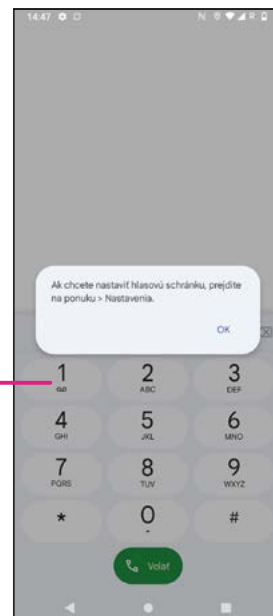 14:47 N R
Ak chcete nastaviť hlasovú schránku, prejdite
na ponuku > Nastavenia.
OK
1 2 3
ABC DEF
4 5 6
GHI JKL MNO
7 8 9
PQRS TUV WXYZ
* 0 #
Volať